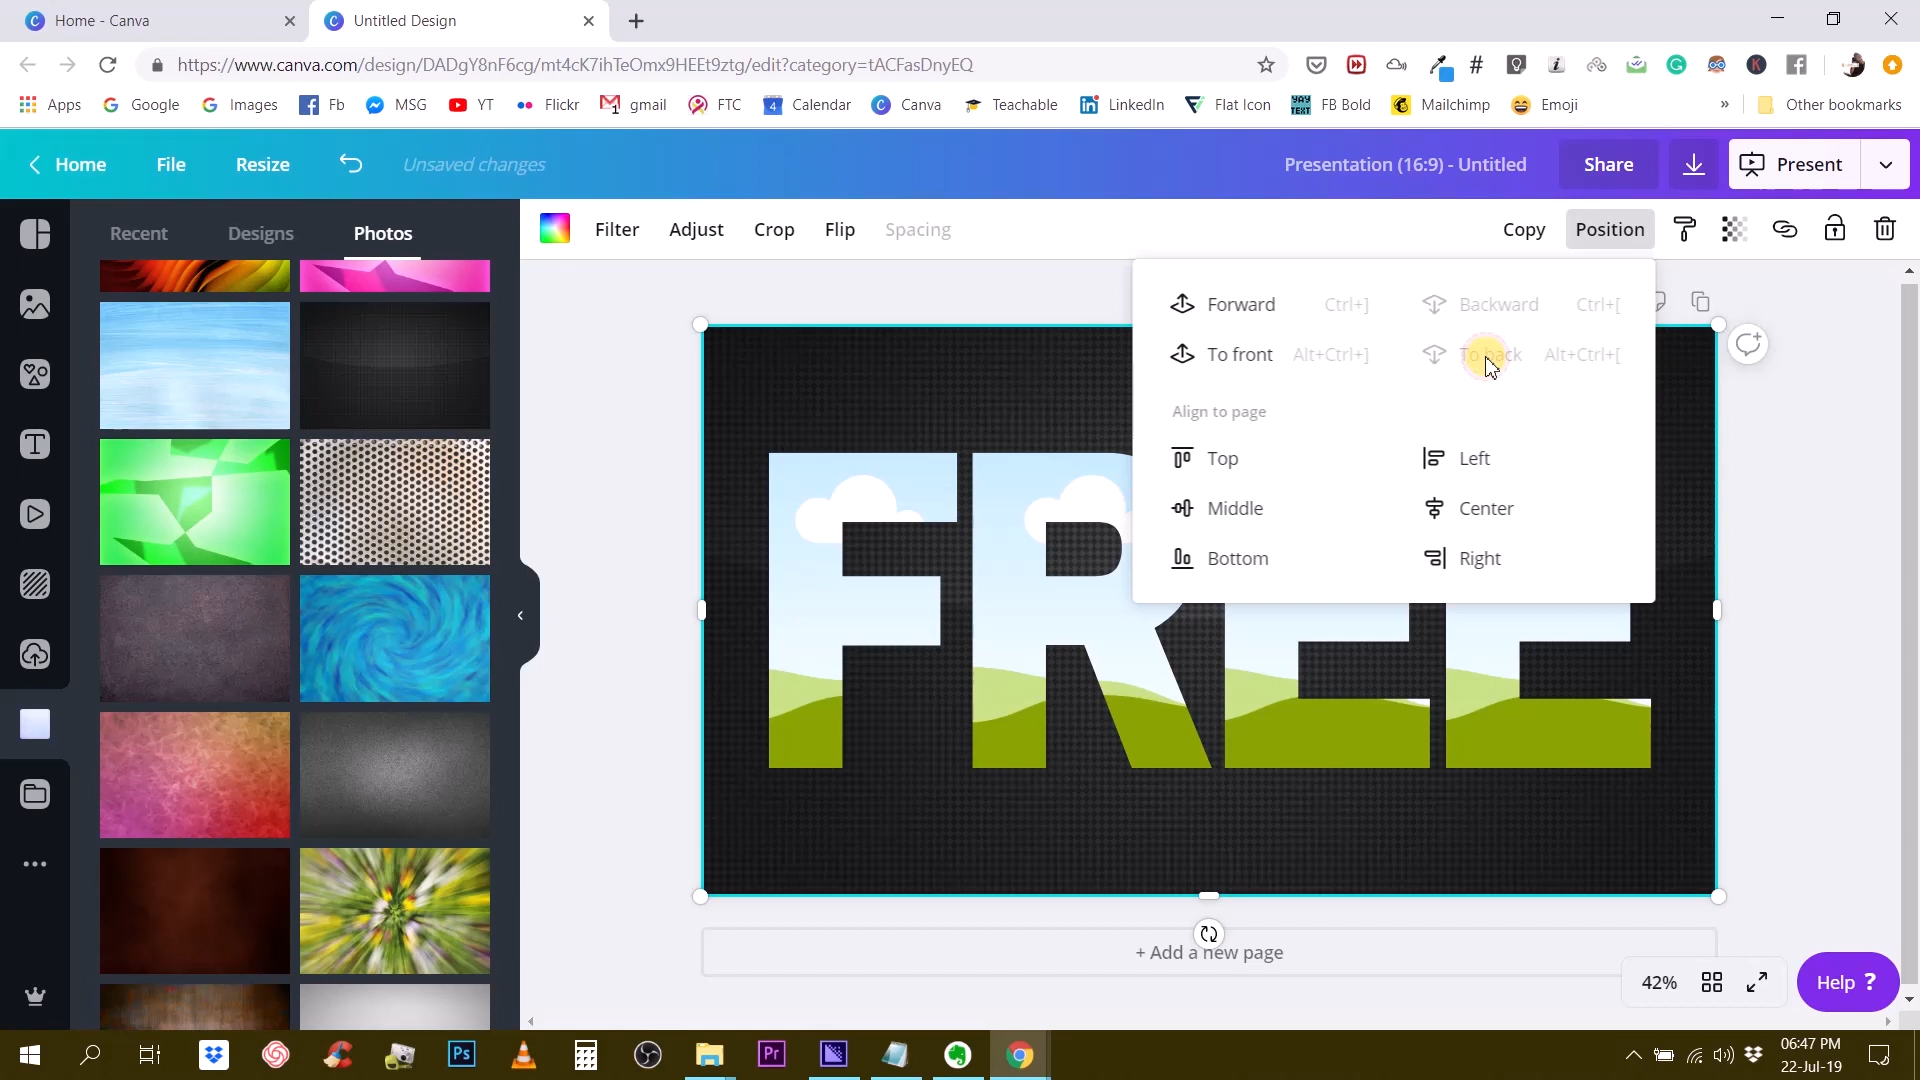 Home - Canva
Untitled Design
https://www.canva.com/design/DADgY8nF6cg/mt4cK7ihTeOmx9HEEt9ztg/edit?category=tACFasDnyEQ
Apps Google Images Fb MSG YT Flickr gmail FTC Calendar Canva Teachable LinkedIn Flat Icon FB Bold Mailchimp Emoji » Other bookmarks
Home File Resize Unsaved changes Presentation (16:9) - Untitled Share Present
Recent Designs Photos
Filter Adjust Crop Flip Spacing Copy Position
Forward Ctrl+] Backward Ctrl+[
To front Alt+Ctrl+] To back Alt+Ctrl+[
Align to page
Top Left
Middle Center
Bottom Right
FREE
+ Add a new page
42%
Help ?
Ps
Pr
06:47 PM
22-Jul-19